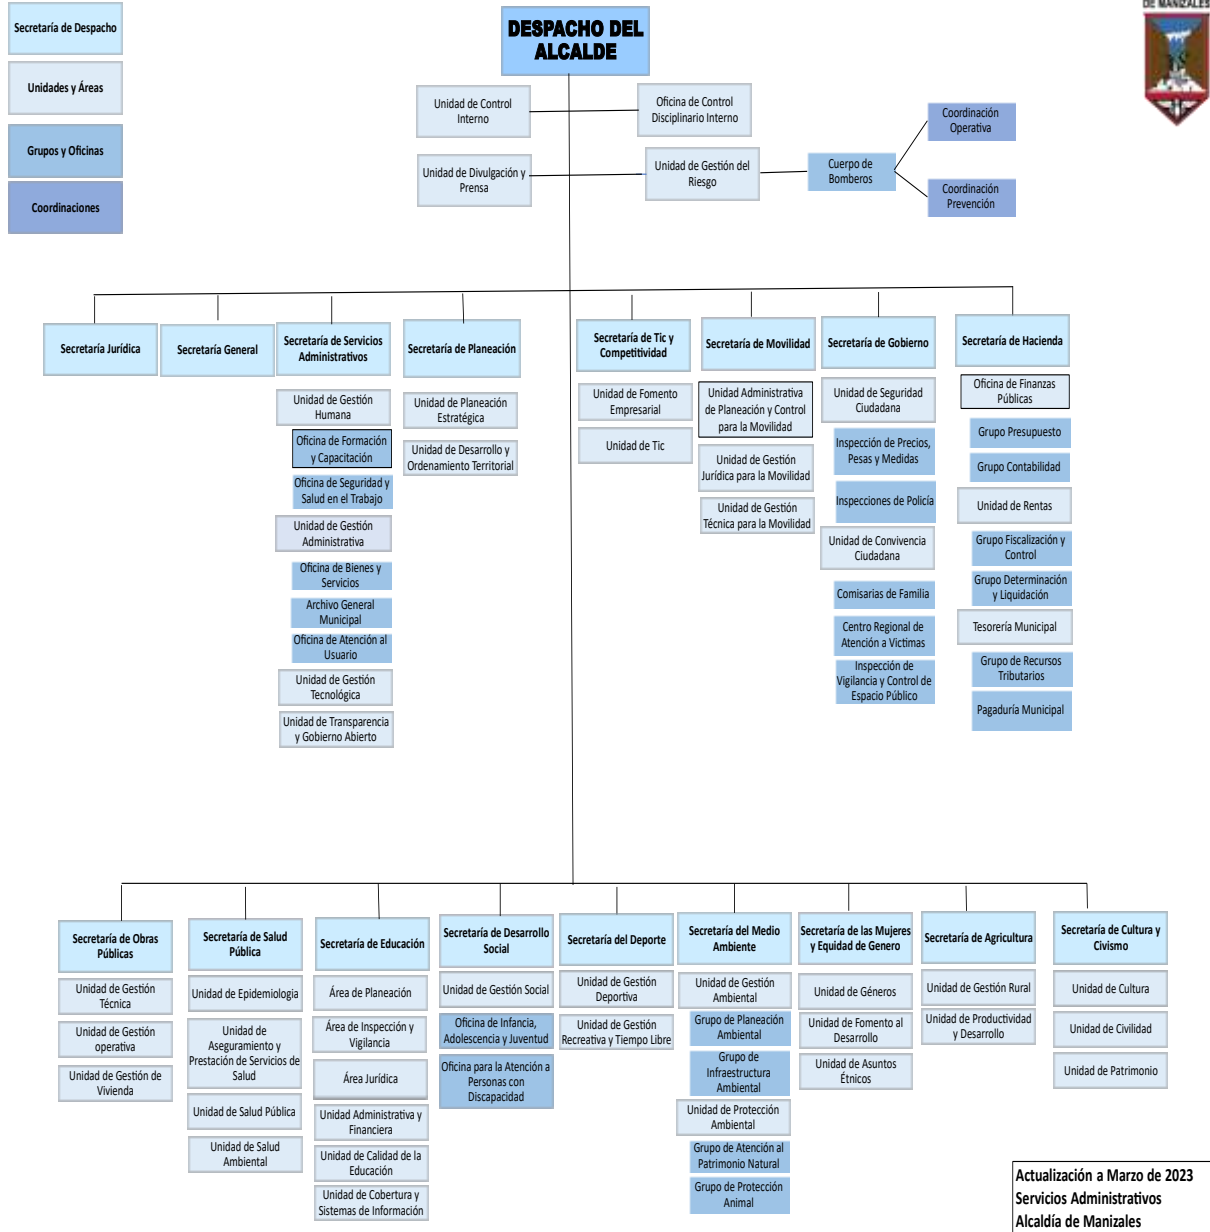 Secretaría de Despacho
Unidades y Áreas
Grupos y Oficinas
Coordinaciones
DESPACHO DEL
ALCALDE
DE MANIZALES
Unidad de Control
Interno
Oficina de Control
Disciplinario Interno
Unidad de Divulgación y
Prensa
Unidad de Gestión del
Riesgo
Cuerpo de
Bomberos
Coordinación
Operativa
Coordinación
Prevención
Secretaría Jurídica
Secretaría General
Secretaría de Servicios
Administrativos
Unidad de Gestión
Humana
Oficina de Formación
y Capacitación
Oficina de Seguridad y
Salud en el Trabajo
Unidad de Gestión
Administrativa
Oficina de Bienes y
Servicios
Archivo General
Municipal
Oficina de Atención al
Usuario
Unidad de Gestión
Tecnológica
Unidad de Transparencia
y Gobierno Abierto
Secretaría de Planeación
Unidad de Planeación
Estratégica
Unidad de Desarrollo y
Ordenamiento Territorial
Secretaría de Tic y
Competitividad
Unidad de Fomento
Empresarial
Unidad de Tic
Secretaría de Movilidad
Unidad Administrativa
de Planeación y Control
para la Movilidad
Unidad de Gestión
Jurídica para la Movilidad
Unidad de Gestión
Técnica para la Movilidad
Secretaría de Gobierno
Unidad de Seguridad
Ciudadana
Inspección de Precios,
Pesas y Medidas
Inspecciones de Policía
Unidad de Convivencia
Ciudadana
Comisarias de Familia
Centro Regional de
Atención a Victimas
Inspección de
Vigilancia y Control de
Espacio Público
Secretaría de Hacienda
Oficina de Finanzas
Públicas
Grupo Presupuesto
Grupo Contabilidad
Unidad de Rentas
Grupo Fiscalización y
Control
Grupo Determinación
y Liquidación
Tesorería Municipal
Grupo de Recursos
Tributarios
Pagaduría Municipal
Secretaría de Obras
Públicas
Unidad de Gestión
Técnica
Unidad de Gestión
operativa
Unidad de Gestión de
Vivienda
Secretaría de Salud
Pública
Unidad de Epidemiologia
Unidad de
Aseguramiento y
Prestación de Servicios de
Salud
Unidad de Salud Pública
Unidad de Salud
Ambiental
Secretaría de Educación
Área de Planeación
Área de Inspección y
Vigilancia
Área Jurídica
Unidad Administrativa y
Financiera
Unidad de Calidad de la
Educación
Unidad de Cobertura y
Sistemas de Información
Secretaría de Desarrollo
Social
Unidad de Gestión Social
Oficina de Infancia,
Adolescencia y Juventud
Oficina para la Atención a
Personas con
Discapacidad
Secretaría del Deporte
Unidad de Gestión
Deportiva
Unidad de Gestión
Recreativa y Tiempo Libre
Secretaría del Medio
Ambiente
Unidad de Gestión
Ambiental
Grupo de Planeación
Ambiental
Grupo de
Infraestructura
Ambiental
Unidad de Protección
Ambiental
Grupo de Atención al
Patrimonio Natural
Grupo de Protección
Animal
Secretaría de las Mujeres
y Equidad de Genero
Unidad de Géneros
Unidad de Fomento al
Desarrollo
Unidad de Asuntos
Étnicos
Secretaría de Agricultura
Unidad de Gestión Rural
Unidad de Productividad
y Desarrollo
Secretaría de Cultura y
Civismo
Unidad de Cultura
Unidad de Civilidad
Unidad de Patrimonio
Actualización a Marzo de 2023
Servicios Administrativos
Alcaldía de Manizales